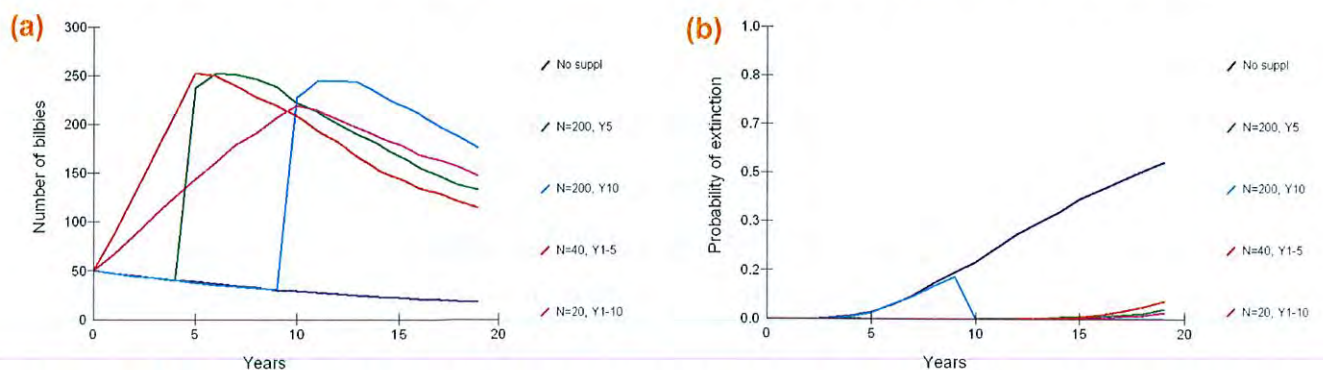 (a)
300
250
200
150
100
50
0
Number of bilbies
0 5 10 15 20
Years
No suppl
N=200, Y5
N=200, Y10
N=40, Y1-5
N=20, Y1-10
(b)
1.0
0.8
0.7
0.5
0.3
0.2
0.0
Probability of extinction
0 5 10 15 20
Years
No suppl
N=200, Y5
N=200, Y10
N=40, Y1-5
N=20, Y1-10